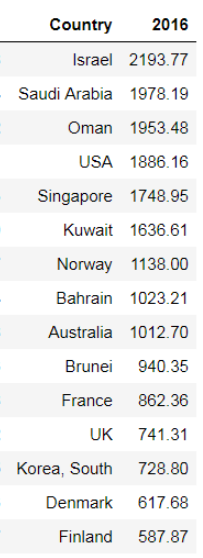 Country 2016
Israel 2193.77
Saudi Arabia 1978.19
Oman 1953.48
USA 1886.16
Singapore 1748.95
Kuwait 1636.61
Norway 1138.00
Bahrain 1023.21
Australia 1012.70
Brunei 940.35
France 862.36
UK 741.31
Korea, South 728.80
Denmark 617.68
Finland 587.87